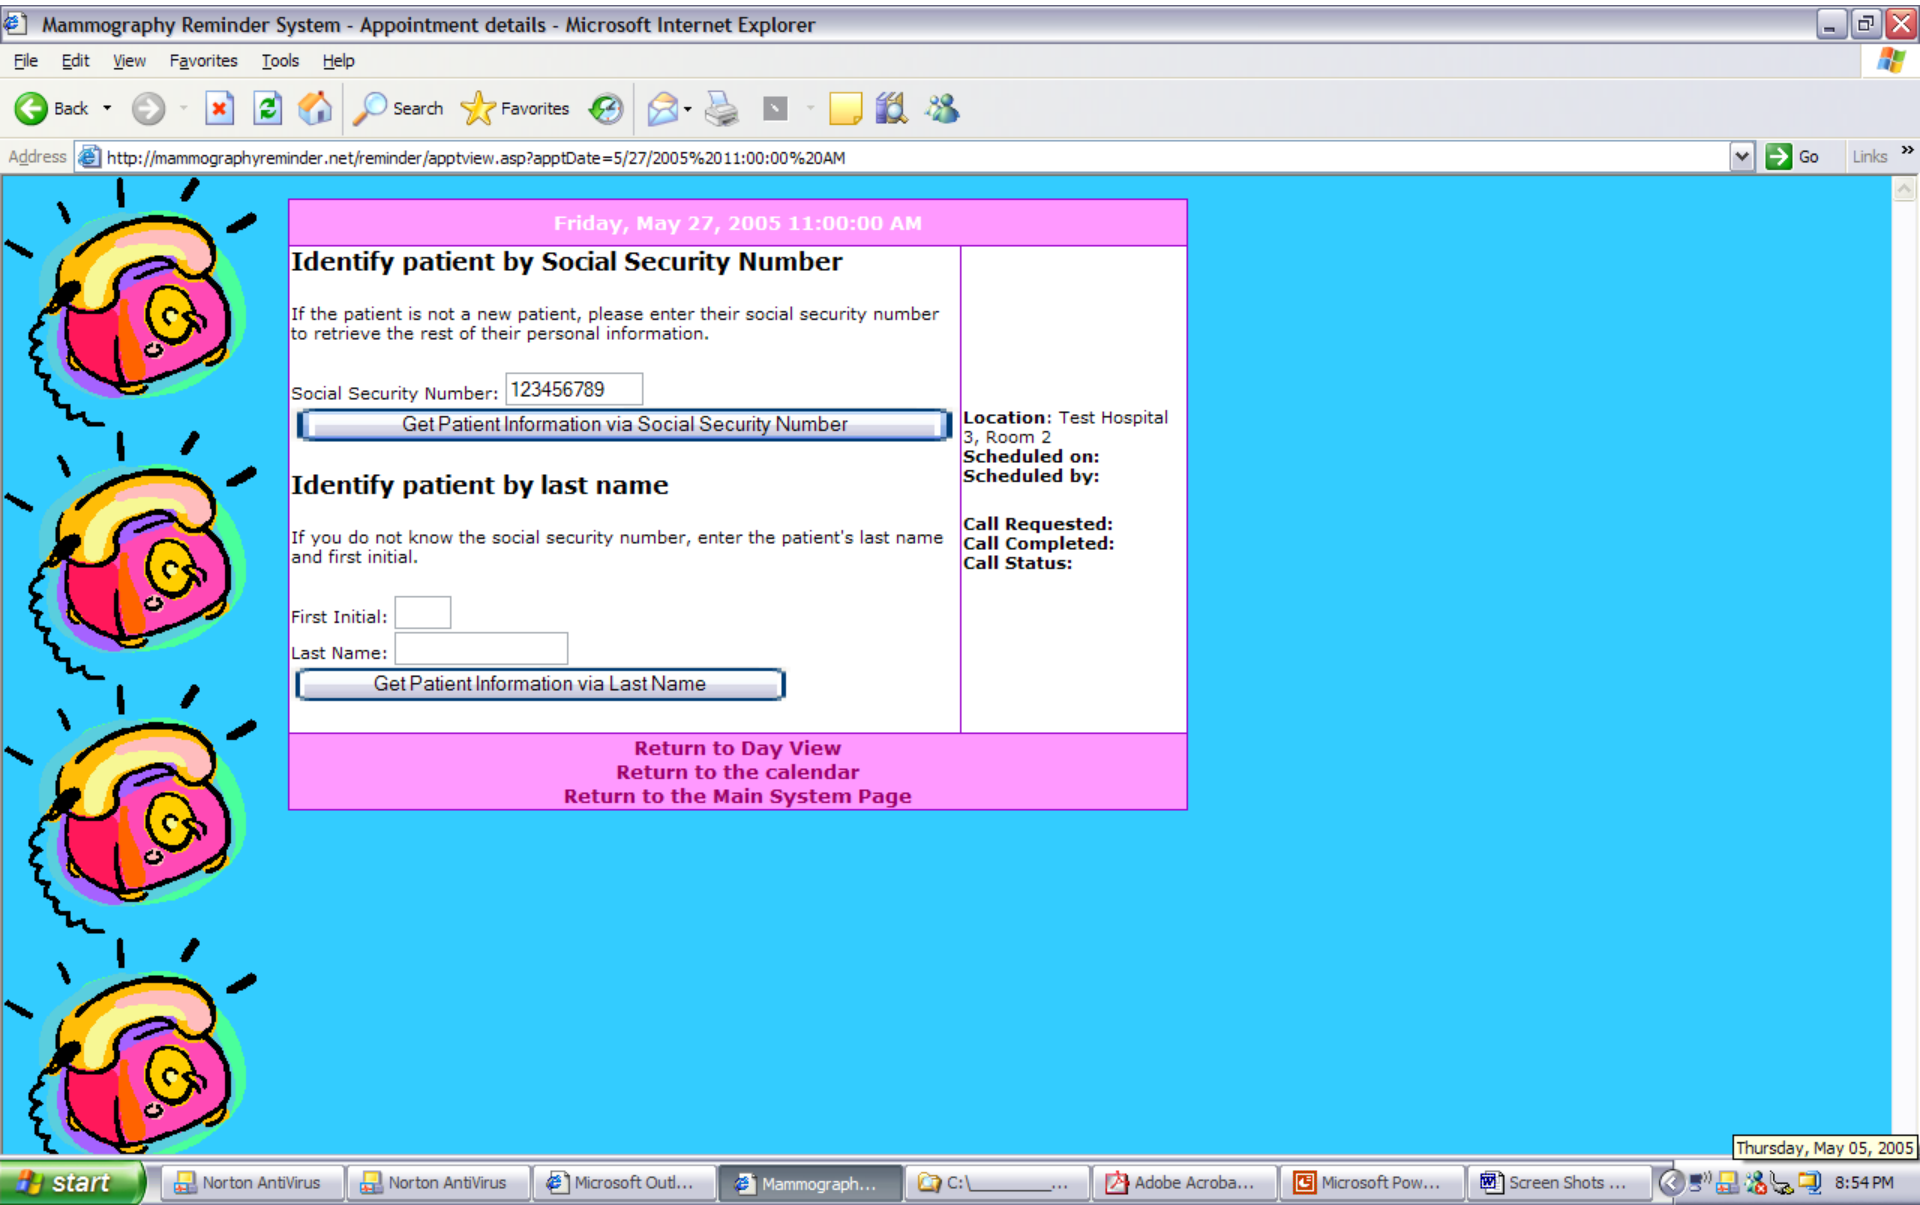 Mammography Reminder System - Appointment details - Microsoft Internet Explorer
File Edit View Favorites Tools Help
Back Search Favorites
Address http://mammographyreminder.net/reminder/apptview.asp?apptDate=5/27/2005%2011:00:00%20AM Go Links »
Friday, May 27, 2005 11:00:00 AM
Identify patient by Social Security Number
If the patient is not a new patient, please enter their social security number
to retrieve the rest of their personal information.
Social Security Number: 123456789
Get Patient Information via Social Security Number
Identify patient by last name
If you do not know the social security number, enter the patient's last name
and first initial.
First Initial:
Last Name:
Get Patient Information via Last Name
Location: Test Hospital
3, Room 2
Scheduled on:
Scheduled by:
Call Requested:
Call Completed:
Call Status:
Return to Day View
Return to the calendar
Return to the Main System Page
Thursday, May 05, 2005
start Norton AntiVirus Norton AntiVirus Microsoft Outl... Mammograph... C:\_________... Adobe Acroba... Microsoft Pow... Screen Shots ... 8:54 PM